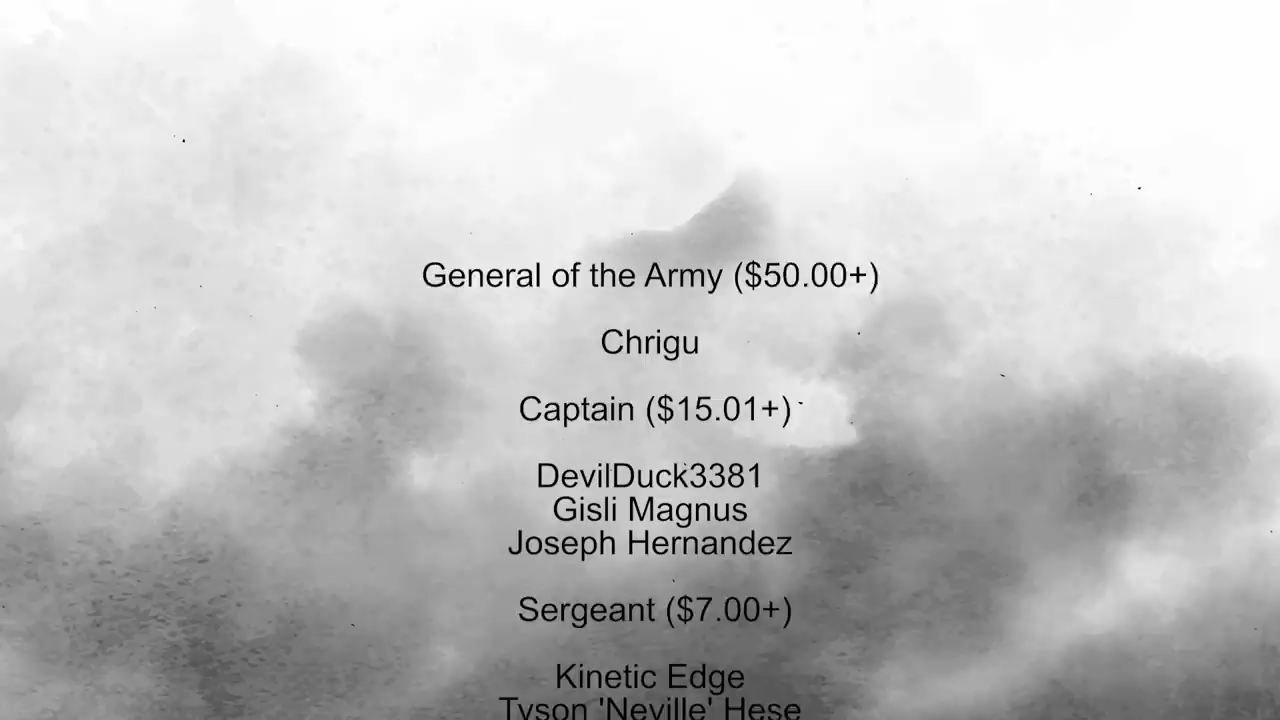 General of the Army ($50.00+)
Chrigu
Captain ($15.01+)
DevilDuck3381
Gisli Magnus
Joseph Hernandez
Sergeant ($7.00+)
Kinetic Edge
Tyson 'Neville' Hese